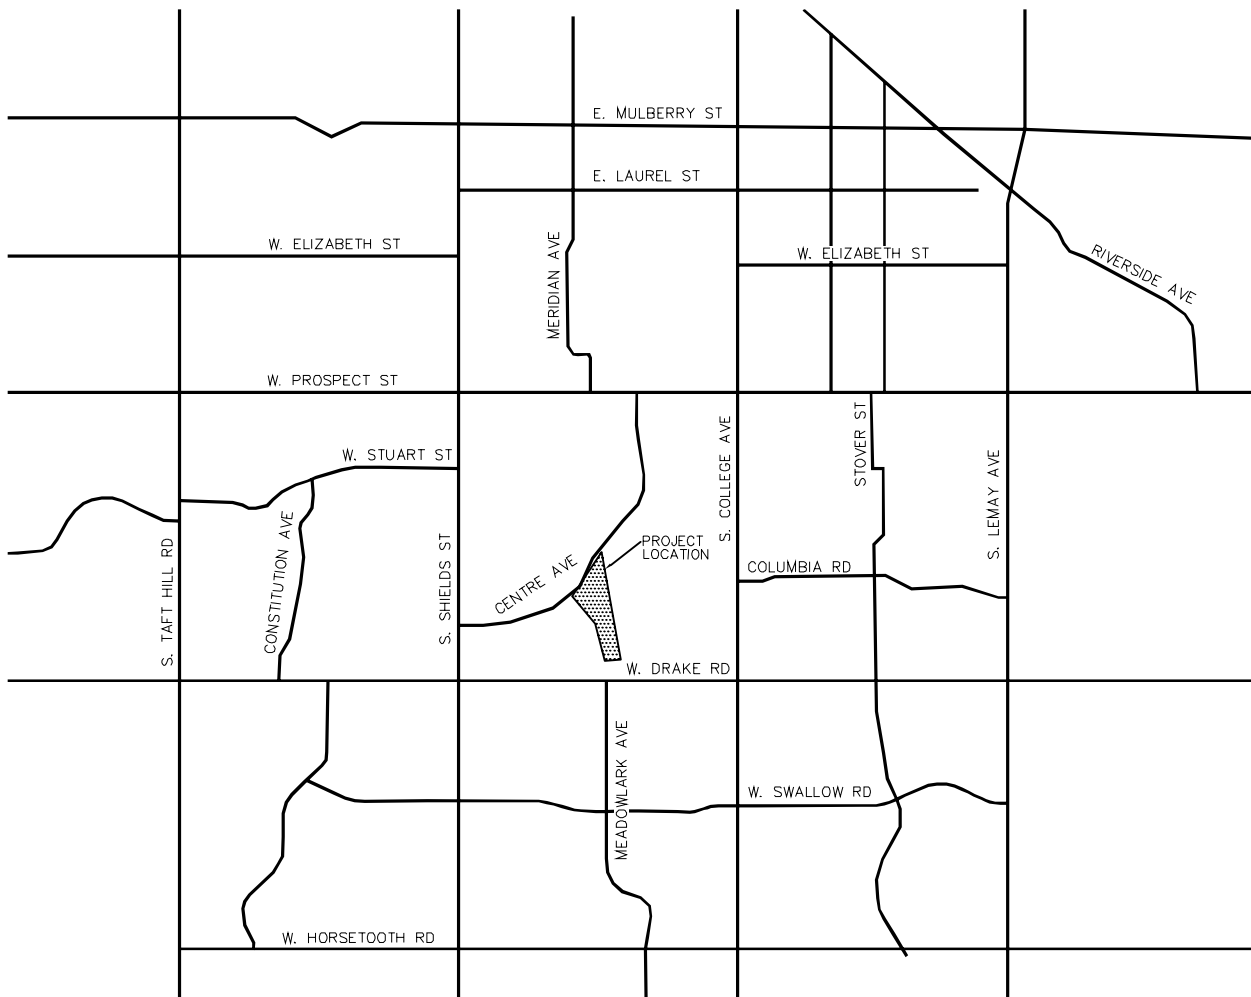 E. MULBERRY ST
E. LAUREL ST
W. ELIZABETH ST
W. ELIZABETH ST
MERIDIAN AVE
RIVERSIDE AVE
W. PROSPECT ST
W. STUART ST
S. COLLEGE AVE
STOVER ST
S. LEMAY AVE
S. TAFT HILL RD
CONSTITUTION AVE
S. SHIELDS ST
CENTRE AVE
PROJECT
LOCATION
COLUMBIA RD
W. DRAKE RD
MEADOWLARK AVE
W. SWALLOW RD
W. HORSETOOTH RD